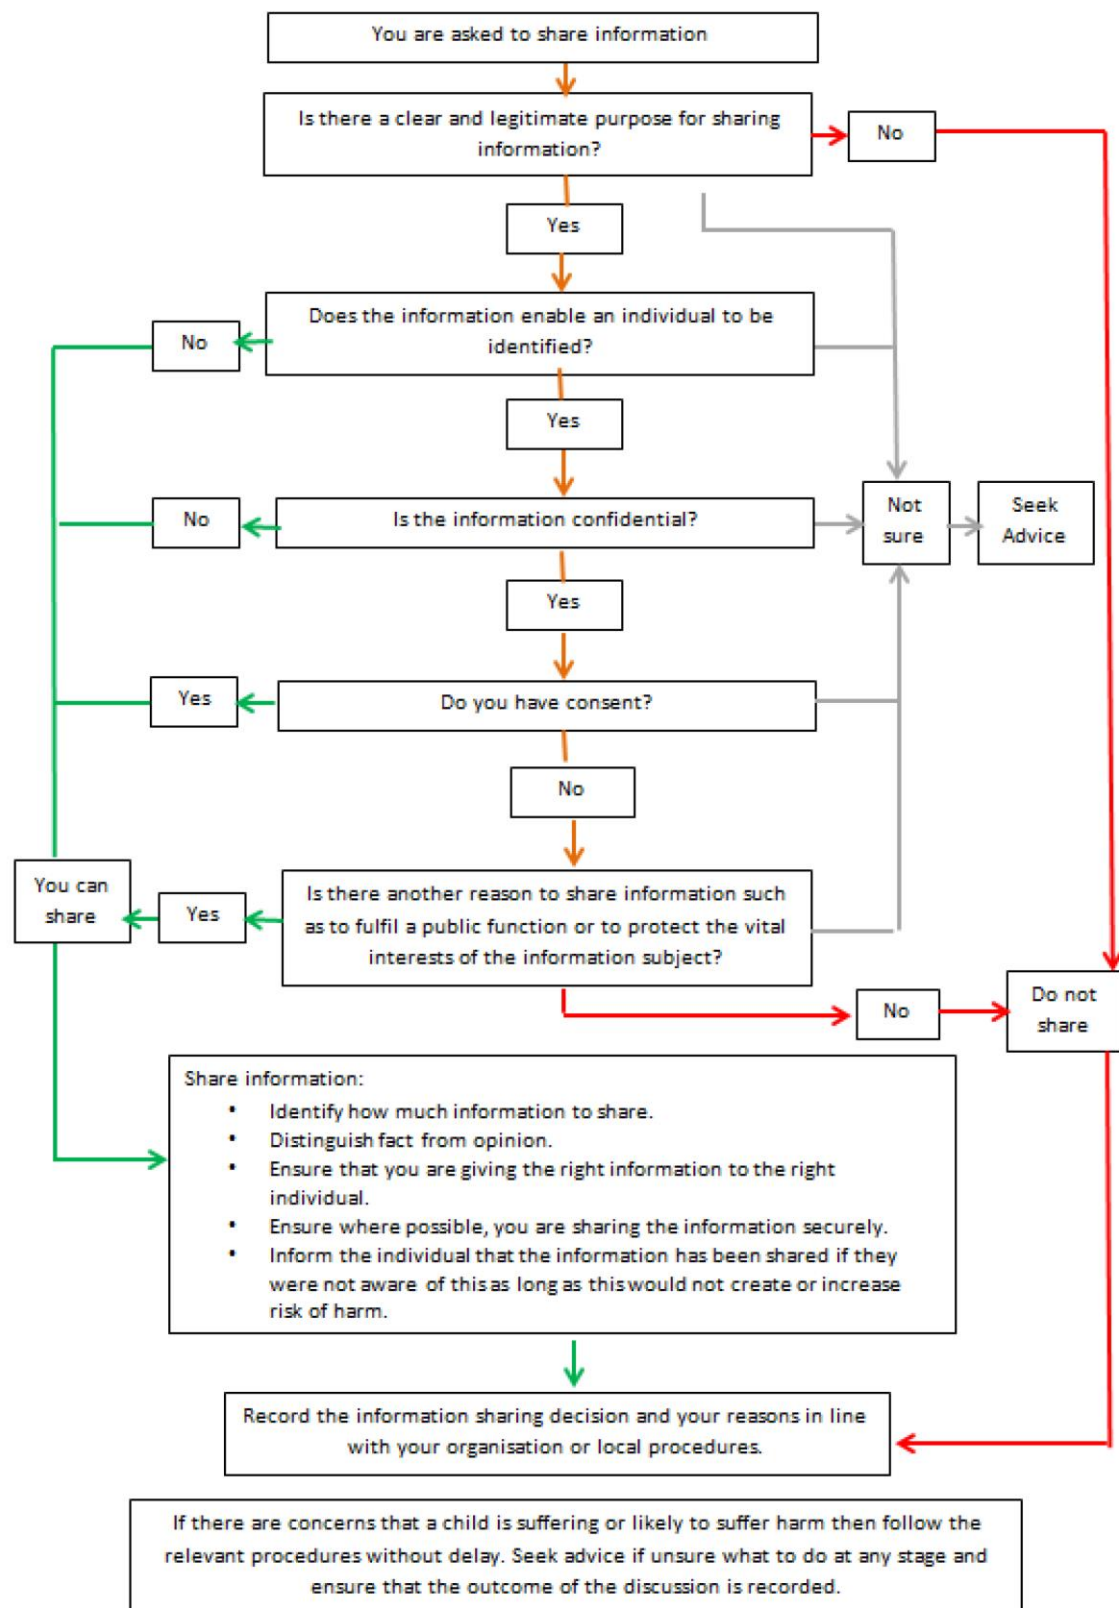 You are asked to share information
Is there a clear and legitimate purpose for sharing
information?
No
Yes
Does the information enable an individual to be
identified?
No
Yes
Is the information confidential?
No
Not
sure
Seek
Advice
Yes
Do you have consent?
Yes
No
You can
share
Yes
Is there another reason to share information such
as to fulfil a public function or to protect the vital
interests of the information subject?
No
Do not
share
Share information:
• Identify how much information to share.
• Distinguish fact from opinion.
• Ensure that you are giving the right information to the right
individual.
• Ensure where possible, you are sharing the information securely.
• Inform the individual that the information has been shared if they
were not aware of this as long as this would not create or increase
risk of harm.
Record the information sharing decision and your reasons in line
with your organisation or local procedures.
If there are concerns that a child is suffering or likely to suffer harm then follow the
relevant procedures without delay. Seek advice if unsure what to do at any stage and
ensure that the outcome of the discussion is recorded.